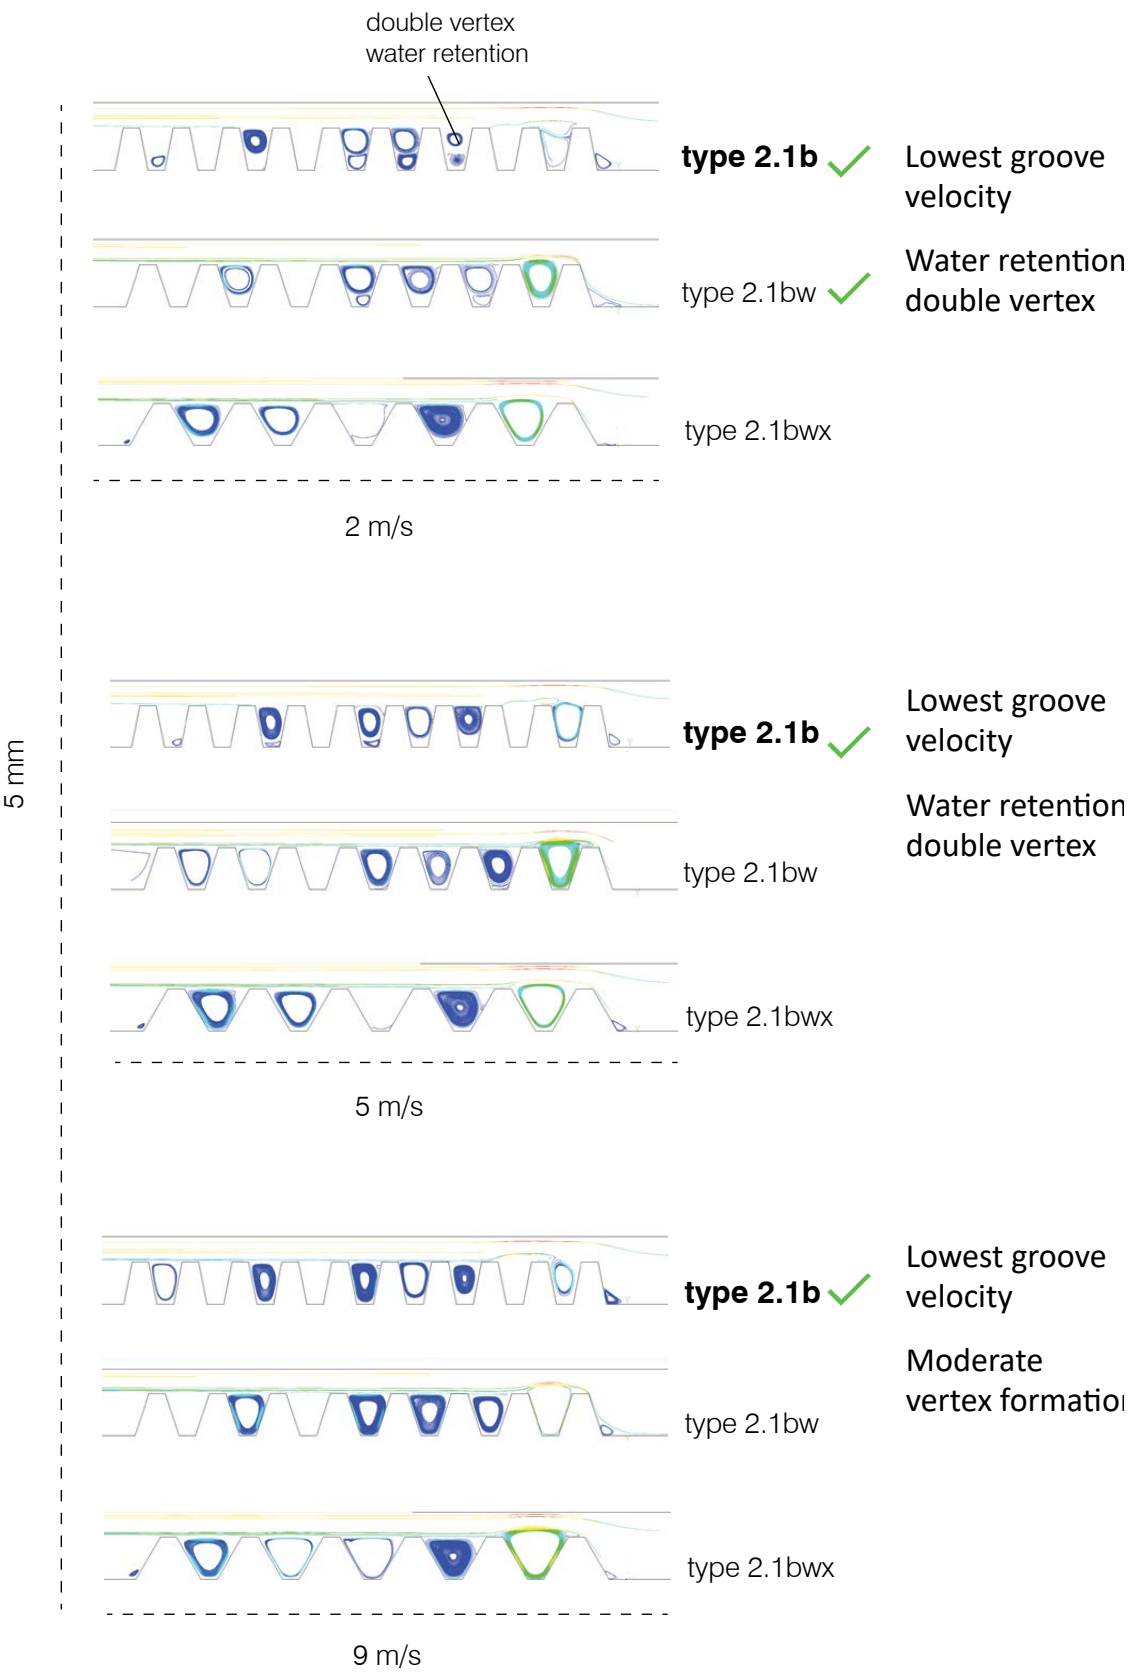 double vertex
water retention
type 2.1b
Lowest groove
velocity
type 2.1bw
Water retention
double vertex
type 2.1bwx
2 m/s
5 mm
type 2.1b
Lowest groove
velocity
type 2.1bw
Water retention
double vertex
type 2.1bwx
5 m/s
type 2.1b
Lowest groove
velocity
type 2.1bw
Moderate
vertex formation
type 2.1bwx
9 m/s